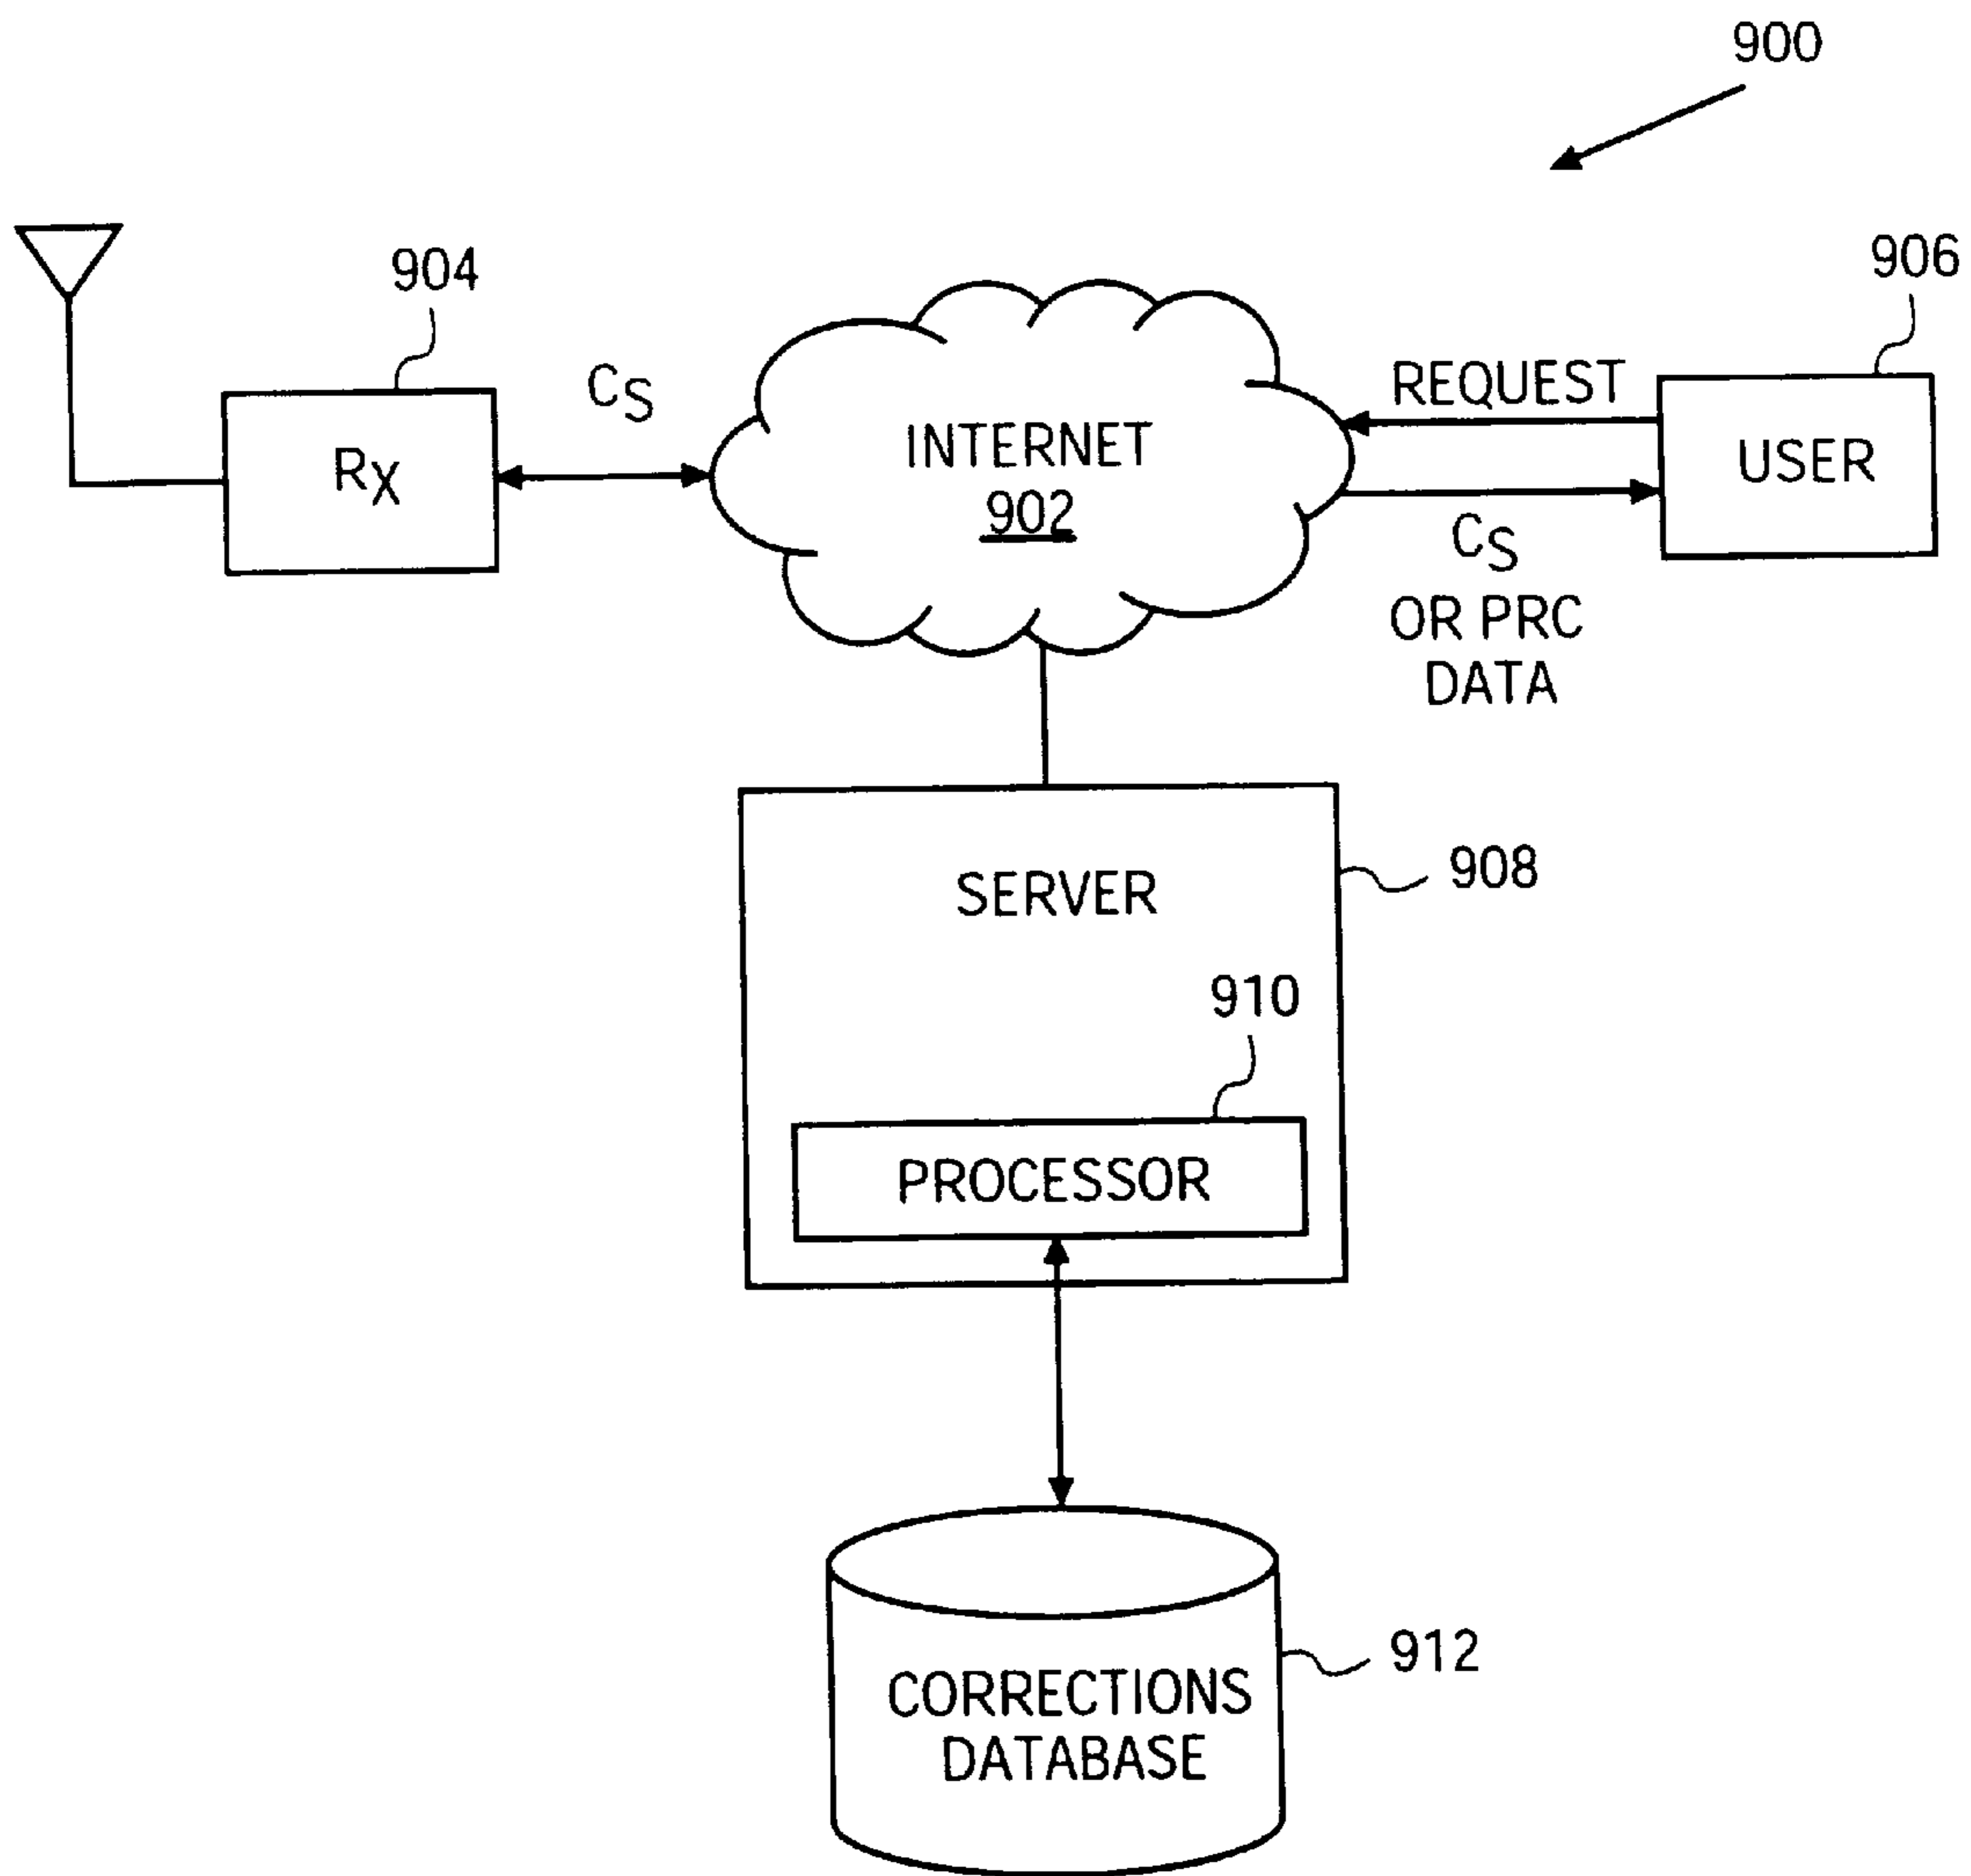 900
904
906
CS
REQUEST
RX
INTERNET
902
USER
CS
OR PRC
DATA
SERVER
908
910
PROCESSOR
912
CORRECTIONS
DATABASE